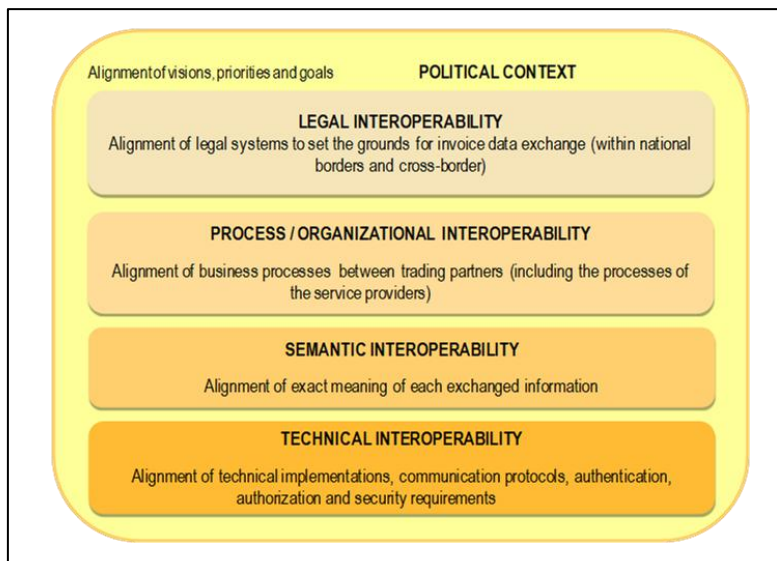 Alignment of visions, priorities and goals POLITICAL CONTEXT
LEGAL INTEROPERABILITY
Alignment of legal systems to set the grounds for invoice data exchange (within national
borders and cross-border)
PROCESS / ORGANIZATIONAL INTEROPERABILITY
Alignment of business processes between trading partners (including the processes of
the service providers)
SEMANTIC INTEROPERABILITY
Alignment of exact meaning of each exchanged information
TECHNICAL INTEROPERABILITY
Alignment of technical implementations, communication protocols, authentication,
authorization and security requirements